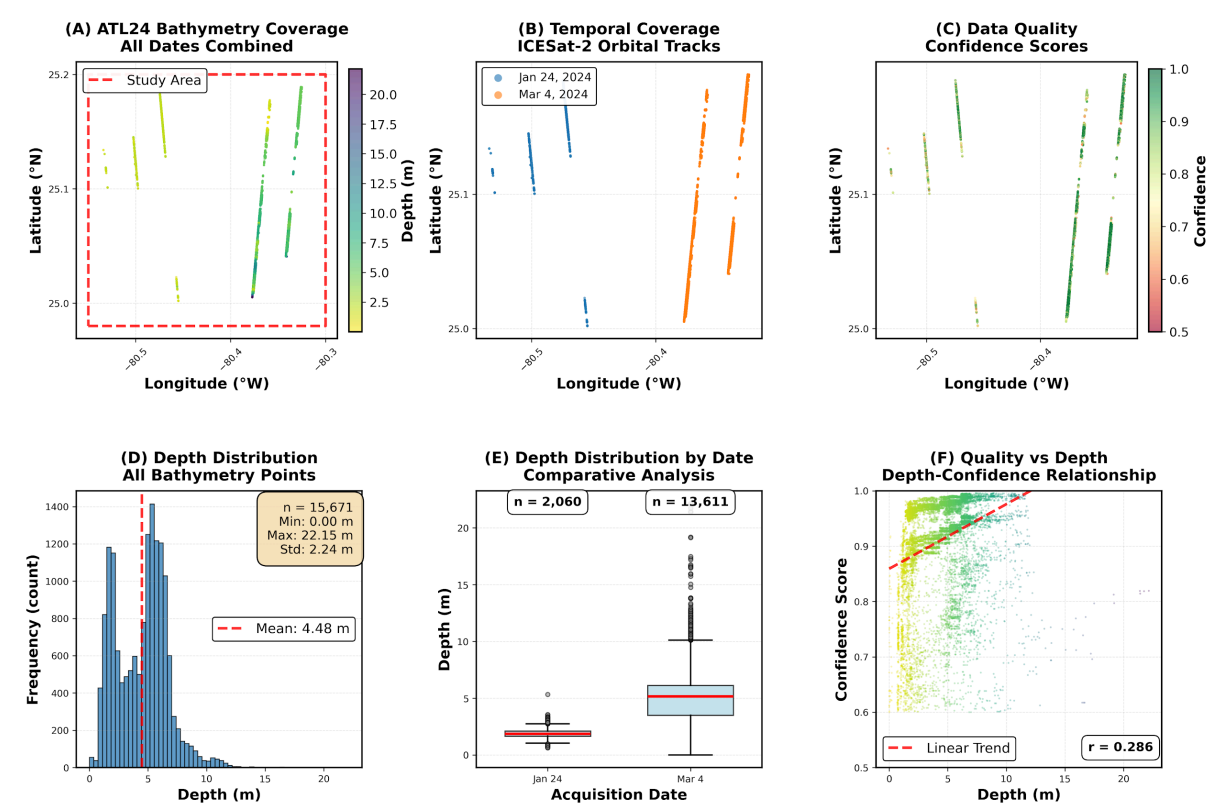 (A) ATL24 Bathymetry Coverage
All Dates Combined
Study Area
25.2
25.1
25.0
Latitude (°N)
−80.5
−80.4
−80.3
Longitude (°W)
20.0
17.5
15.0
12.5
10.0
7.5
5.0
2.5
Depth (m)
(B) Temporal Coverage
ICESat-2 Orbital Tracks
Jan 24, 2024
Mar 4, 2024
25.1
25.0
Latitude (°N)
−80.5
−80.4
Longitude (°W)
(C) Data Quality
Confidence Scores
25.1
25.0
Latitude (°N)
−80.5
−80.4
Longitude (°W)
1.0
0.9
0.8
0.7
0.6
0.5
Confidence
(D) Depth Distribution
All Bathymetry Points
n = 15,671
Min: 0.00 m
Max: 22.15 m
Std: 2.24 m
Mean: 4.48 m
1400
1200
1000
800
600
400
200
0
Frequency (count)
0
5
10
15
20
Depth (m)
(E) Depth Distribution by Date
Comparative Analysis
n = 2,060
n = 13,611
20
15
10
5
0
Depth (m)
Jan 24
Mar 4
Acquisition Date
(F) Quality vs Depth
Depth-Confidence Relationship
1.0
0.9
0.8
0.7
0.6
0.5
Confidence Score
Linear Trend
r = 0.286
0
5
10
15
20
Depth (m)